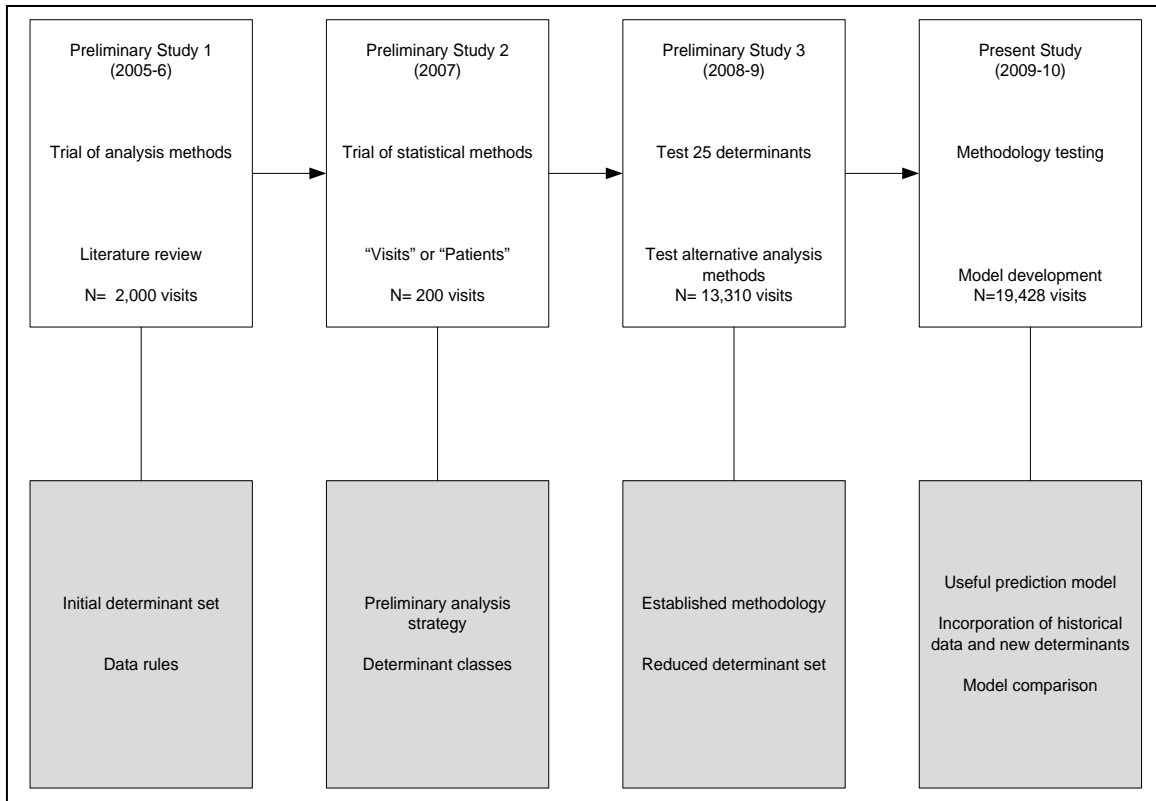 Preliminary Study 1
(2005-6)
Trial of analysis methods
Literature review
N=  2,000 visits
Preliminary Study 2
(2007)
Trial of statistical methods
“Visits” or “Patients”
N= 200 visits
Preliminary Study 3
(2008-9)
Test 25 determinants
Test alternative analysis
methods
N= 13,310 visits
Present Study
(2009-10)
Methodology testing
Model development
N=19,428 visits
Initial determinant set
Data rules
Preliminary analysis
strategy
Determinant classes
Established methodology
Reduced determinant set
Useful prediction model
Incorporation of historical
data and new determinants
Model comparison